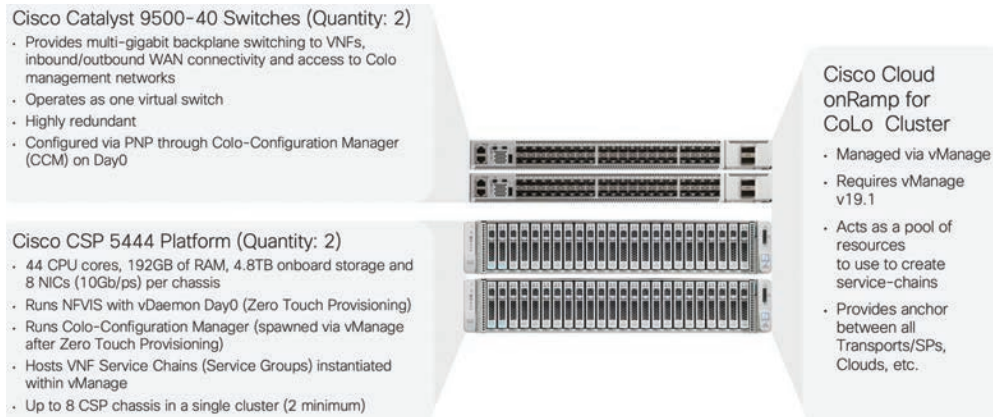 Cisco Catalyst 9500-40 Switches (Quantity: 2)
• Provides multi-gigabit backplane switching to VNFs,
inbound/outbound WAN connectivity and access to Colo
management networks
• Operates as one virtual switch
• Highly redundant
• Configured via PNP through Colo-Configuration Manager
(CCM) on Day0
Cisco CSP 5444 Platform (Quantity: 2)
• 44 CPU cores, 192GB of RAM, 4.8TB onboard storage and
8 NICs (10Gb/ps) per chassis
• Runs NFVIS with vDaemon Day0 (Zero Touch Provisioning)
• Runs Colo-Configuration Manager (spawned via vManage
after Zero Touch Provisioning)
• Hosts VNF Service Chains (Service Groups) instantiated
within vManage
• Up to 8 CSP chassis in a single cluster (2 minimum)
Cisco Cloud
onRamp for
CoLo Cluster
• Managed via vManage
• Requires vManage
v19.1
• Acts as a pool of
resources
to use to create
service-chains
• Provides anchor
between all
Transports/SPs,
Clouds, etc.